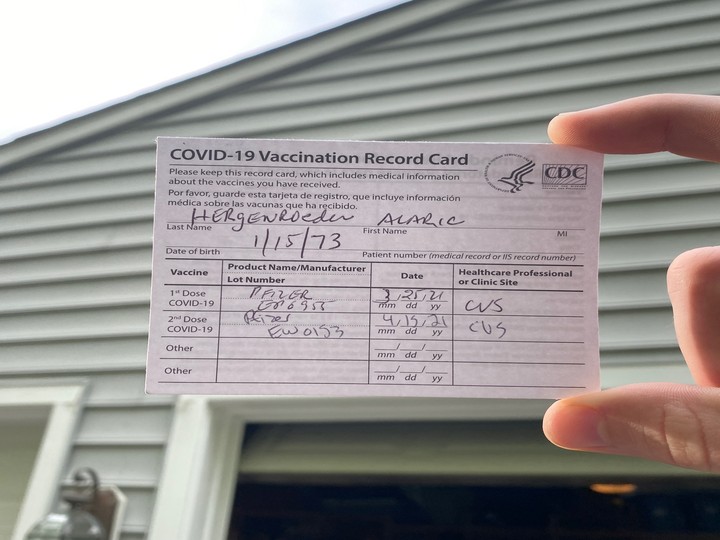 COVID-19 Vaccination Record Card
CDC
Please keep this record card, which includes medical information
about the vaccines you have received.
Por favor, guarde esta tarjeta de registro, que incluye información
médica sobre las vacunas que ha recibido.
HERgENROeder ALARIC
Last Name First Name MI
1/15/73
Date of birth Patient number (medical record or IIS record number)
Vaccine Product Name/Manufacturer Date Healthcare Professional
Lot Number or Clinic Site
1st Dose PFIZER 3/25/21 CVS
COVID-19 mm dd yy
2nd Dose Pfizer CVS
COVID-19 EW0153 mm dd yy
Other __/__/__
mm dd yy
Other __/__/__
mm dd yy